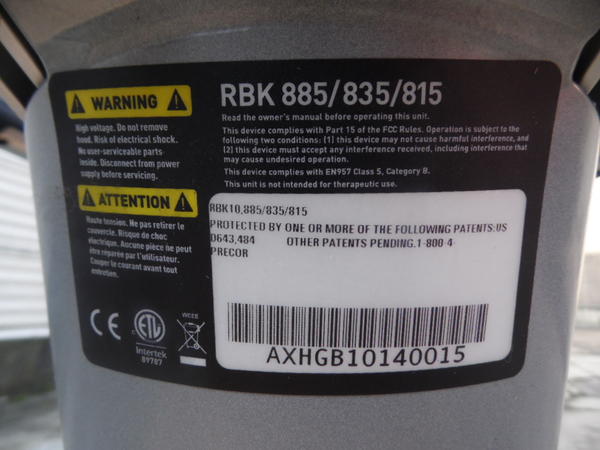 WARNING
High voltage. Do not remove
hood. Risk of electrical shock.
No user-serviceable parts
inside. Disconnect from power
supply before servicing.
ATTENTION
Haute tension. Ne pas retirer le
couvercle. Risque de choc
électrique. Aucune pièce ne peut
être réparée par l'utilisateur.
Couper le courant avant tout
entretien.
CE
ETL
Intertek
89787
WEEE
RBK 885/835/815
Read the owner's manual before operating this unit.
This device complies with Part 15 of the FCC Rules. Operation is subject to the
following two conditions: [1] this device may not cause harmful interference, and
[2] this device must accept any interference received, including interference that
may cause undesired operation.
This device complies with EN957 Class S, Category B.
This unit is not intended for therapeutic use.
RBK10,885/835/815
PROTECTED BY ONE OR MORE OF THE FOLLOWING PATENTS:US
D643,484 OTHER PATENTS PENDING.1-800-4-
PRECOR
AXHGB10140015